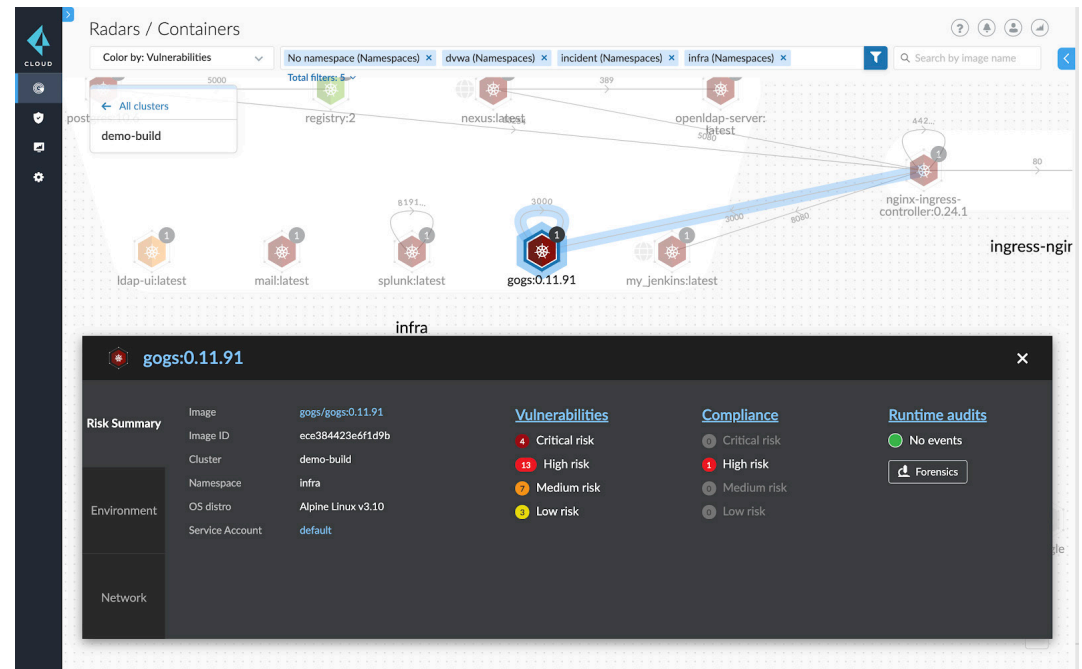 Radars / Containers
CLOUD
Color by: Vulnerabilities
No namespace (Namespaces) × dvwa (Namespaces) × incident (Namespaces) × infra (Namespaces) ×
Search by image name
Total filters: 5
← All clusters
demo-build
5000
389
registry:2
nexus:latest
openldap-server:
latest
5080
442...
1
80
nginx-ingress-
controller:0.24.1
8191...
3000
3000
8080
1
1
1
1
1
ldap-ui:latest
mail:latest
splunk:latest
gogs:0.11.91
my_jenkins:latest
ingress-ngir
infra
gogs:0.11.91
×
Risk Summary
Environment
Network
Image gogs/gogs:0.11.91
Image ID ece384423e6f1d9b
Cluster demo-build
Namespace infra
OS distro Alpine Linux v3.10
Service Account default
Vulnerabilities
4 Critical risk
13 High risk
7 Medium risk
3 Low risk
Compliance
0 Critical risk
1 High risk
0 Medium risk
0 Low risk
Runtime audits
No events
Forensics